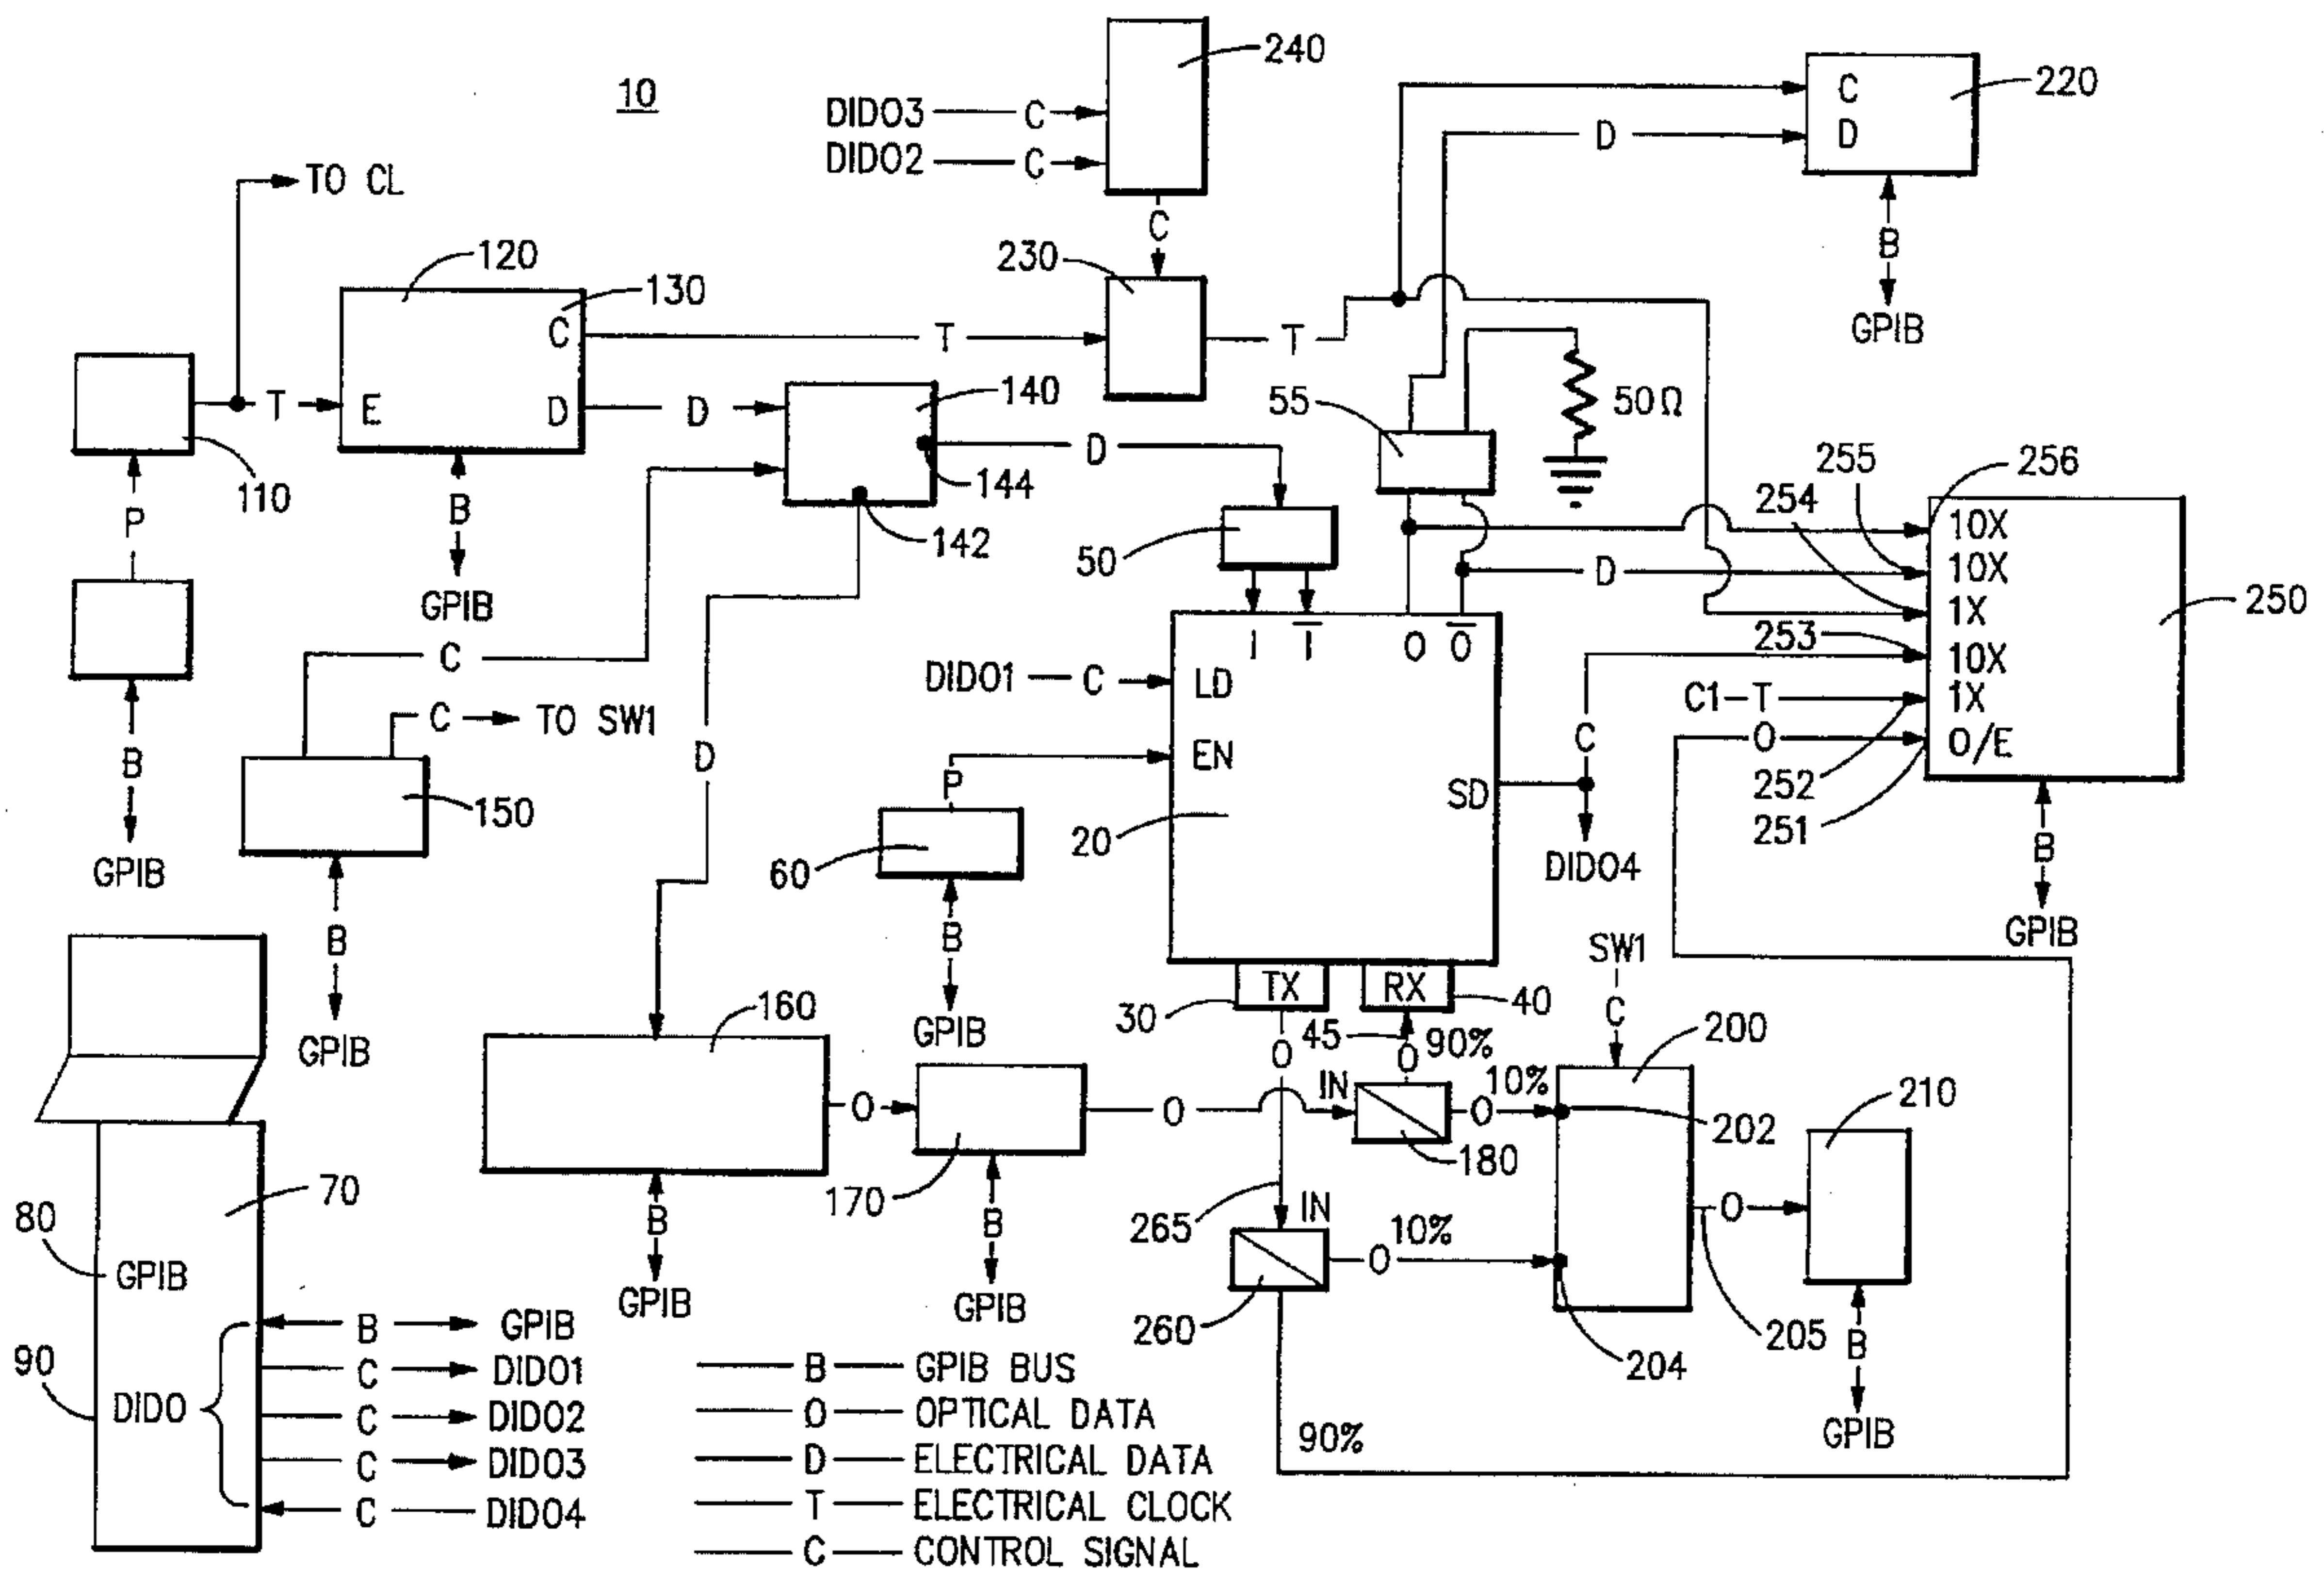 10
240
DIDO3 C
DIDO2 C
C
220
C
D
D
B
GPIB
TO CL
120
130
C
E
D
T
T
230
T
D
140
144
142
D
110
P
B
GPIB
B
GPIB
55
50Ω
50
C
C TO SW1
150
B
GPIB
D
DIDO1 C
I
I
O
O
LD
EN
SD
20
P
60
B
GPIB
C
DIDO4
D
256
255
254
253
10X
10X
1X
10X
1X
O/E
250
C1 T
O
252
251
B
GPIB
TX
RX
30
40
45
O
O
90%
SW1
C
200
160
O
170
O
IN
180
10%
O
202
210
B
GPIB
B
GPIB
265
IN
10%
O
260
204
O
205
B
GPIB
90%
70
80
GPIB
90
DIDO
B GPIB
C DIDO1
C DIDO2
C DIDO3
C DIDO4
B GPIB BUS
O OPTICAL DATA
D ELECTRICAL DATA
T ELECTRICAL CLOCK
C CONTROL SIGNAL